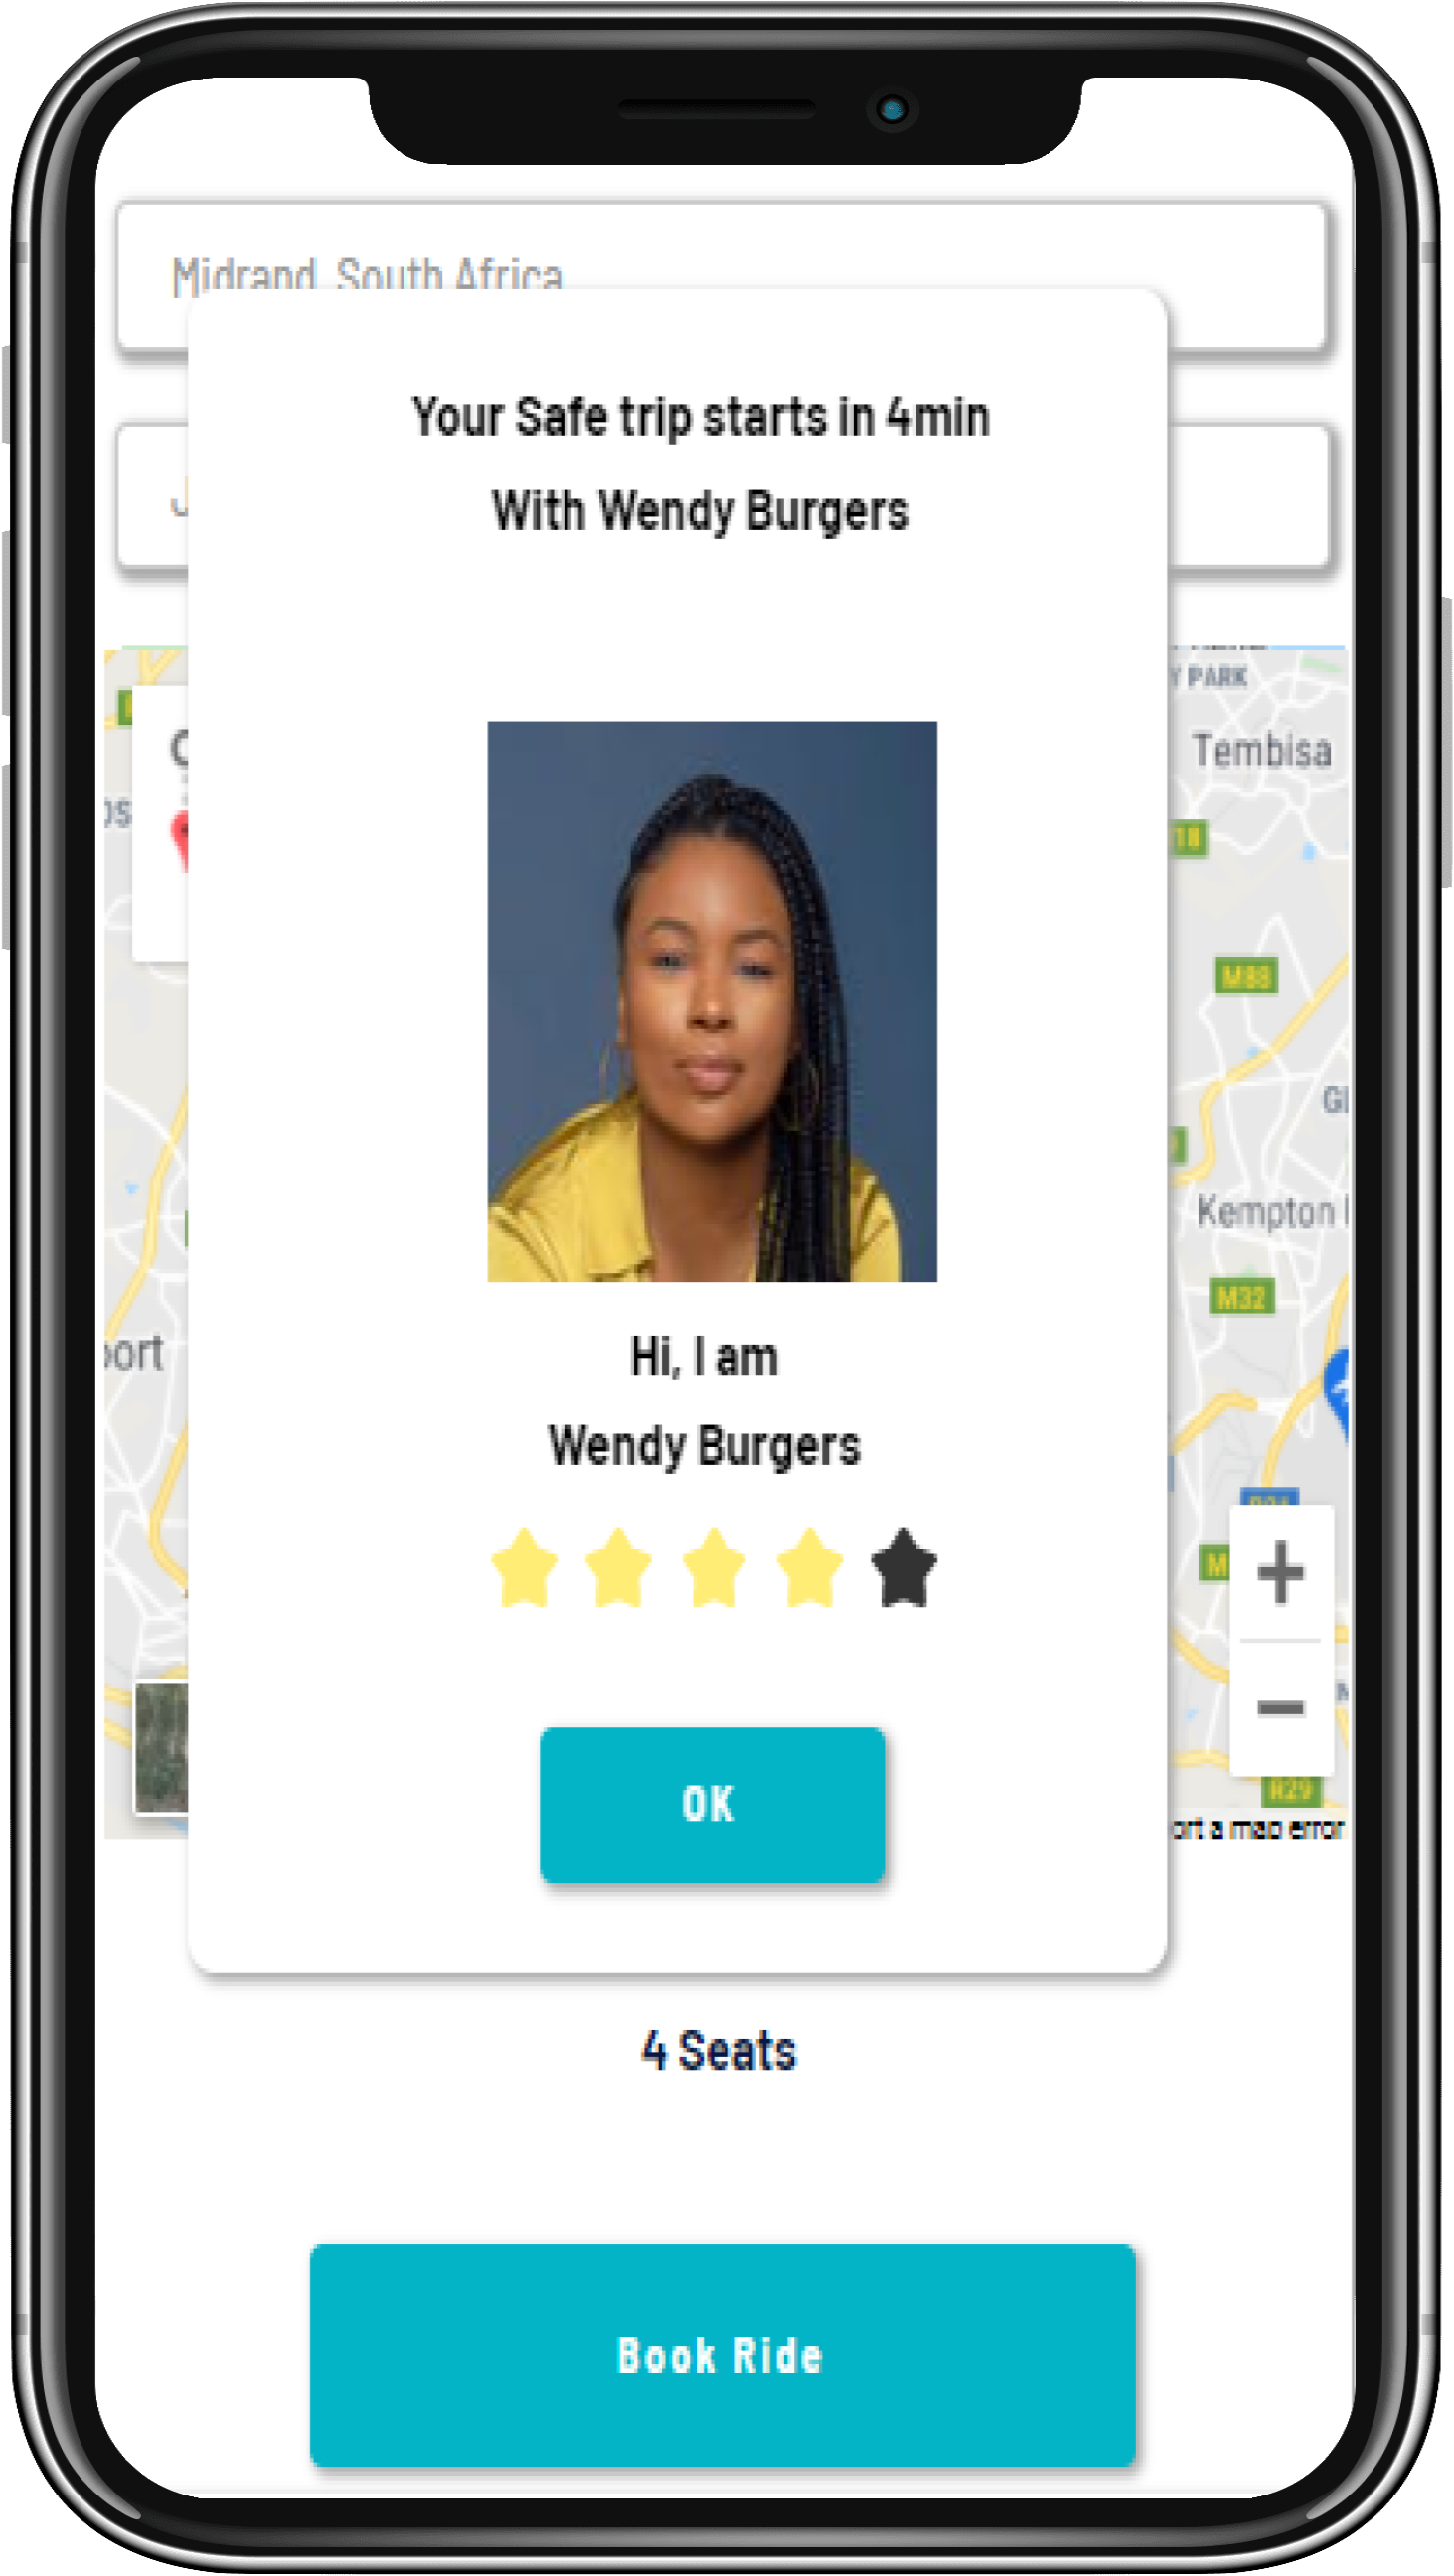 Midrand, South Africa
Your Safe trip starts in 4min
With Wendy Burgers
Y PARK
Tembisa
18
M88
Kempton
M32
ort
Hi, I am
Wendy Burgers
M
R29
ort a map error
OK
4 Seats
Book Ride